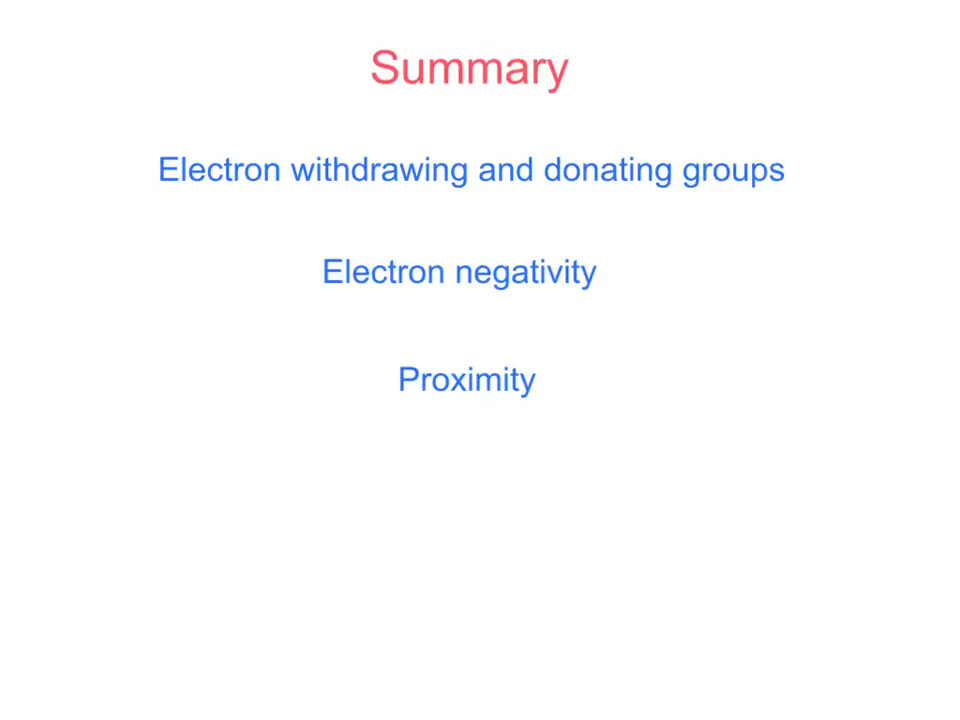 Summary
Electron withdrawing and donating groups
Electron negativity
Proximity